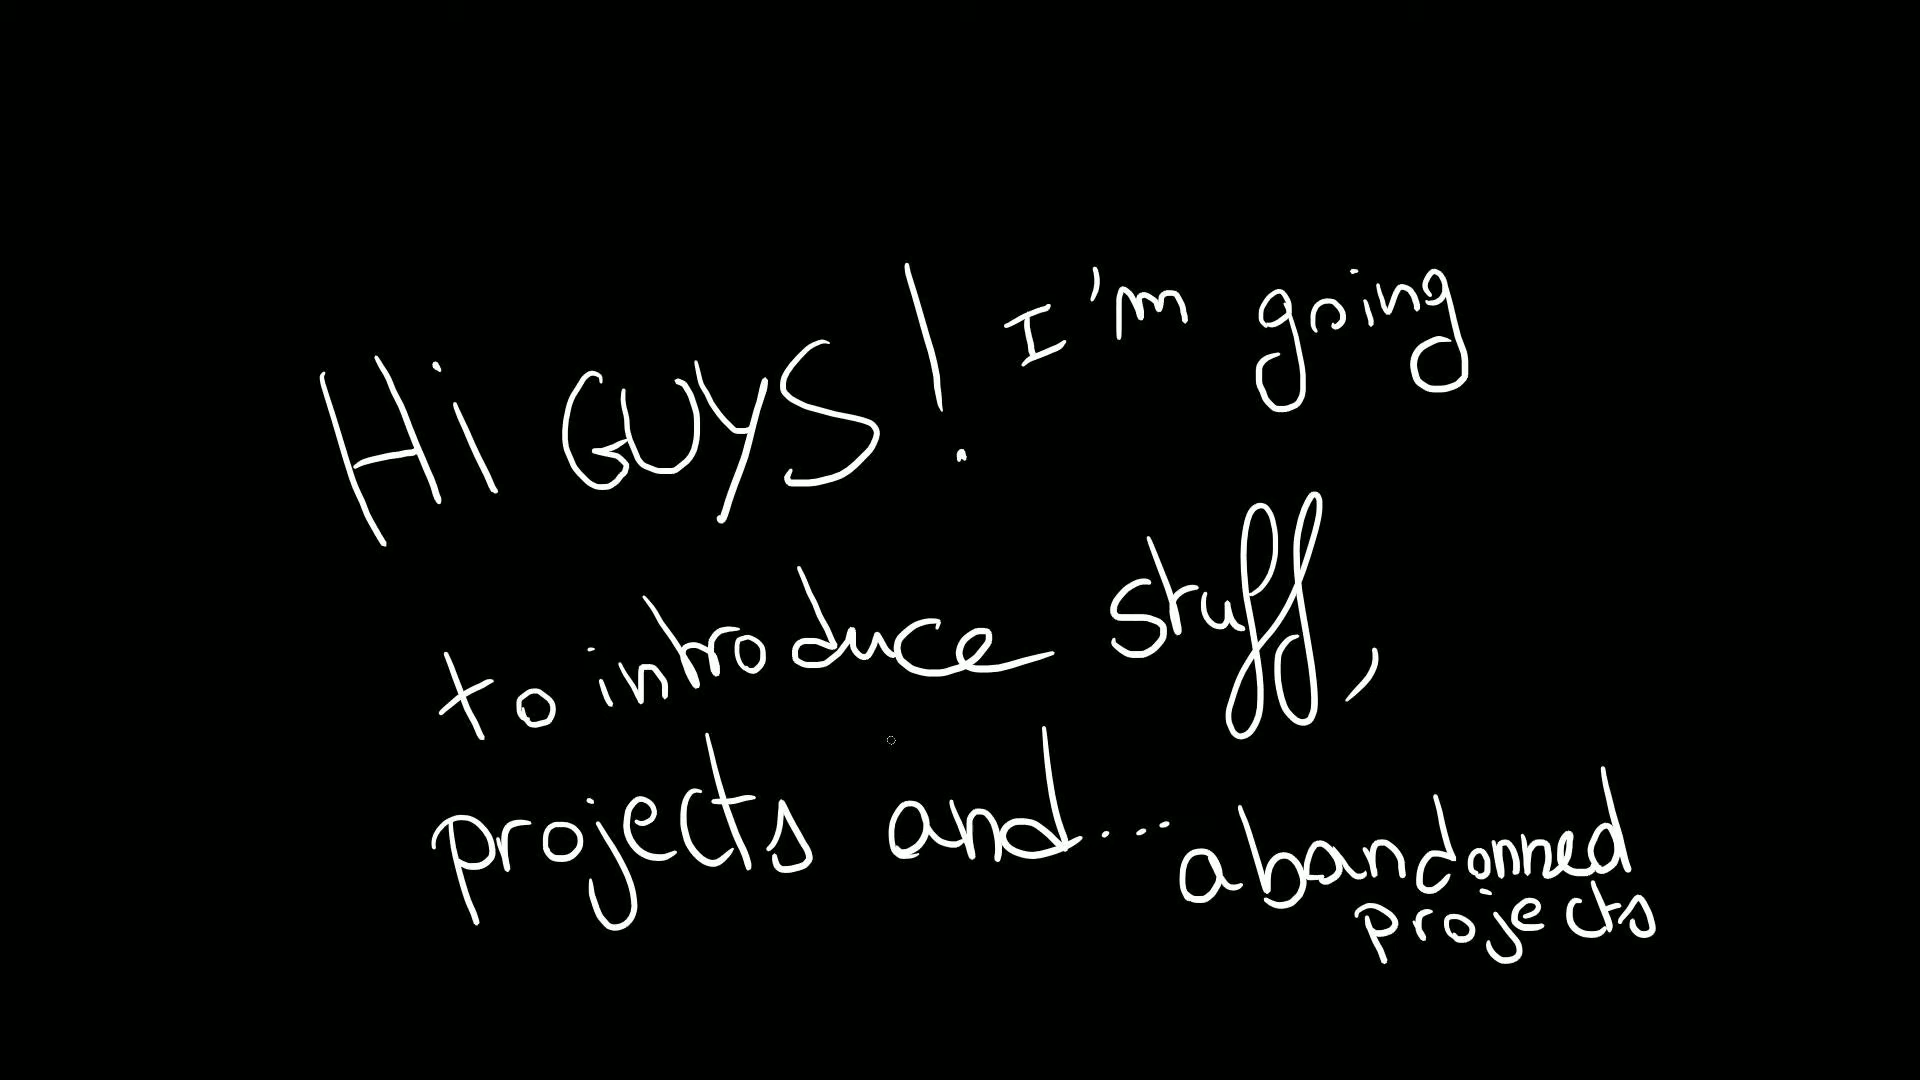 Hi GUYS! I'm going
to introduce stuff,
projects and... abandonned
projects